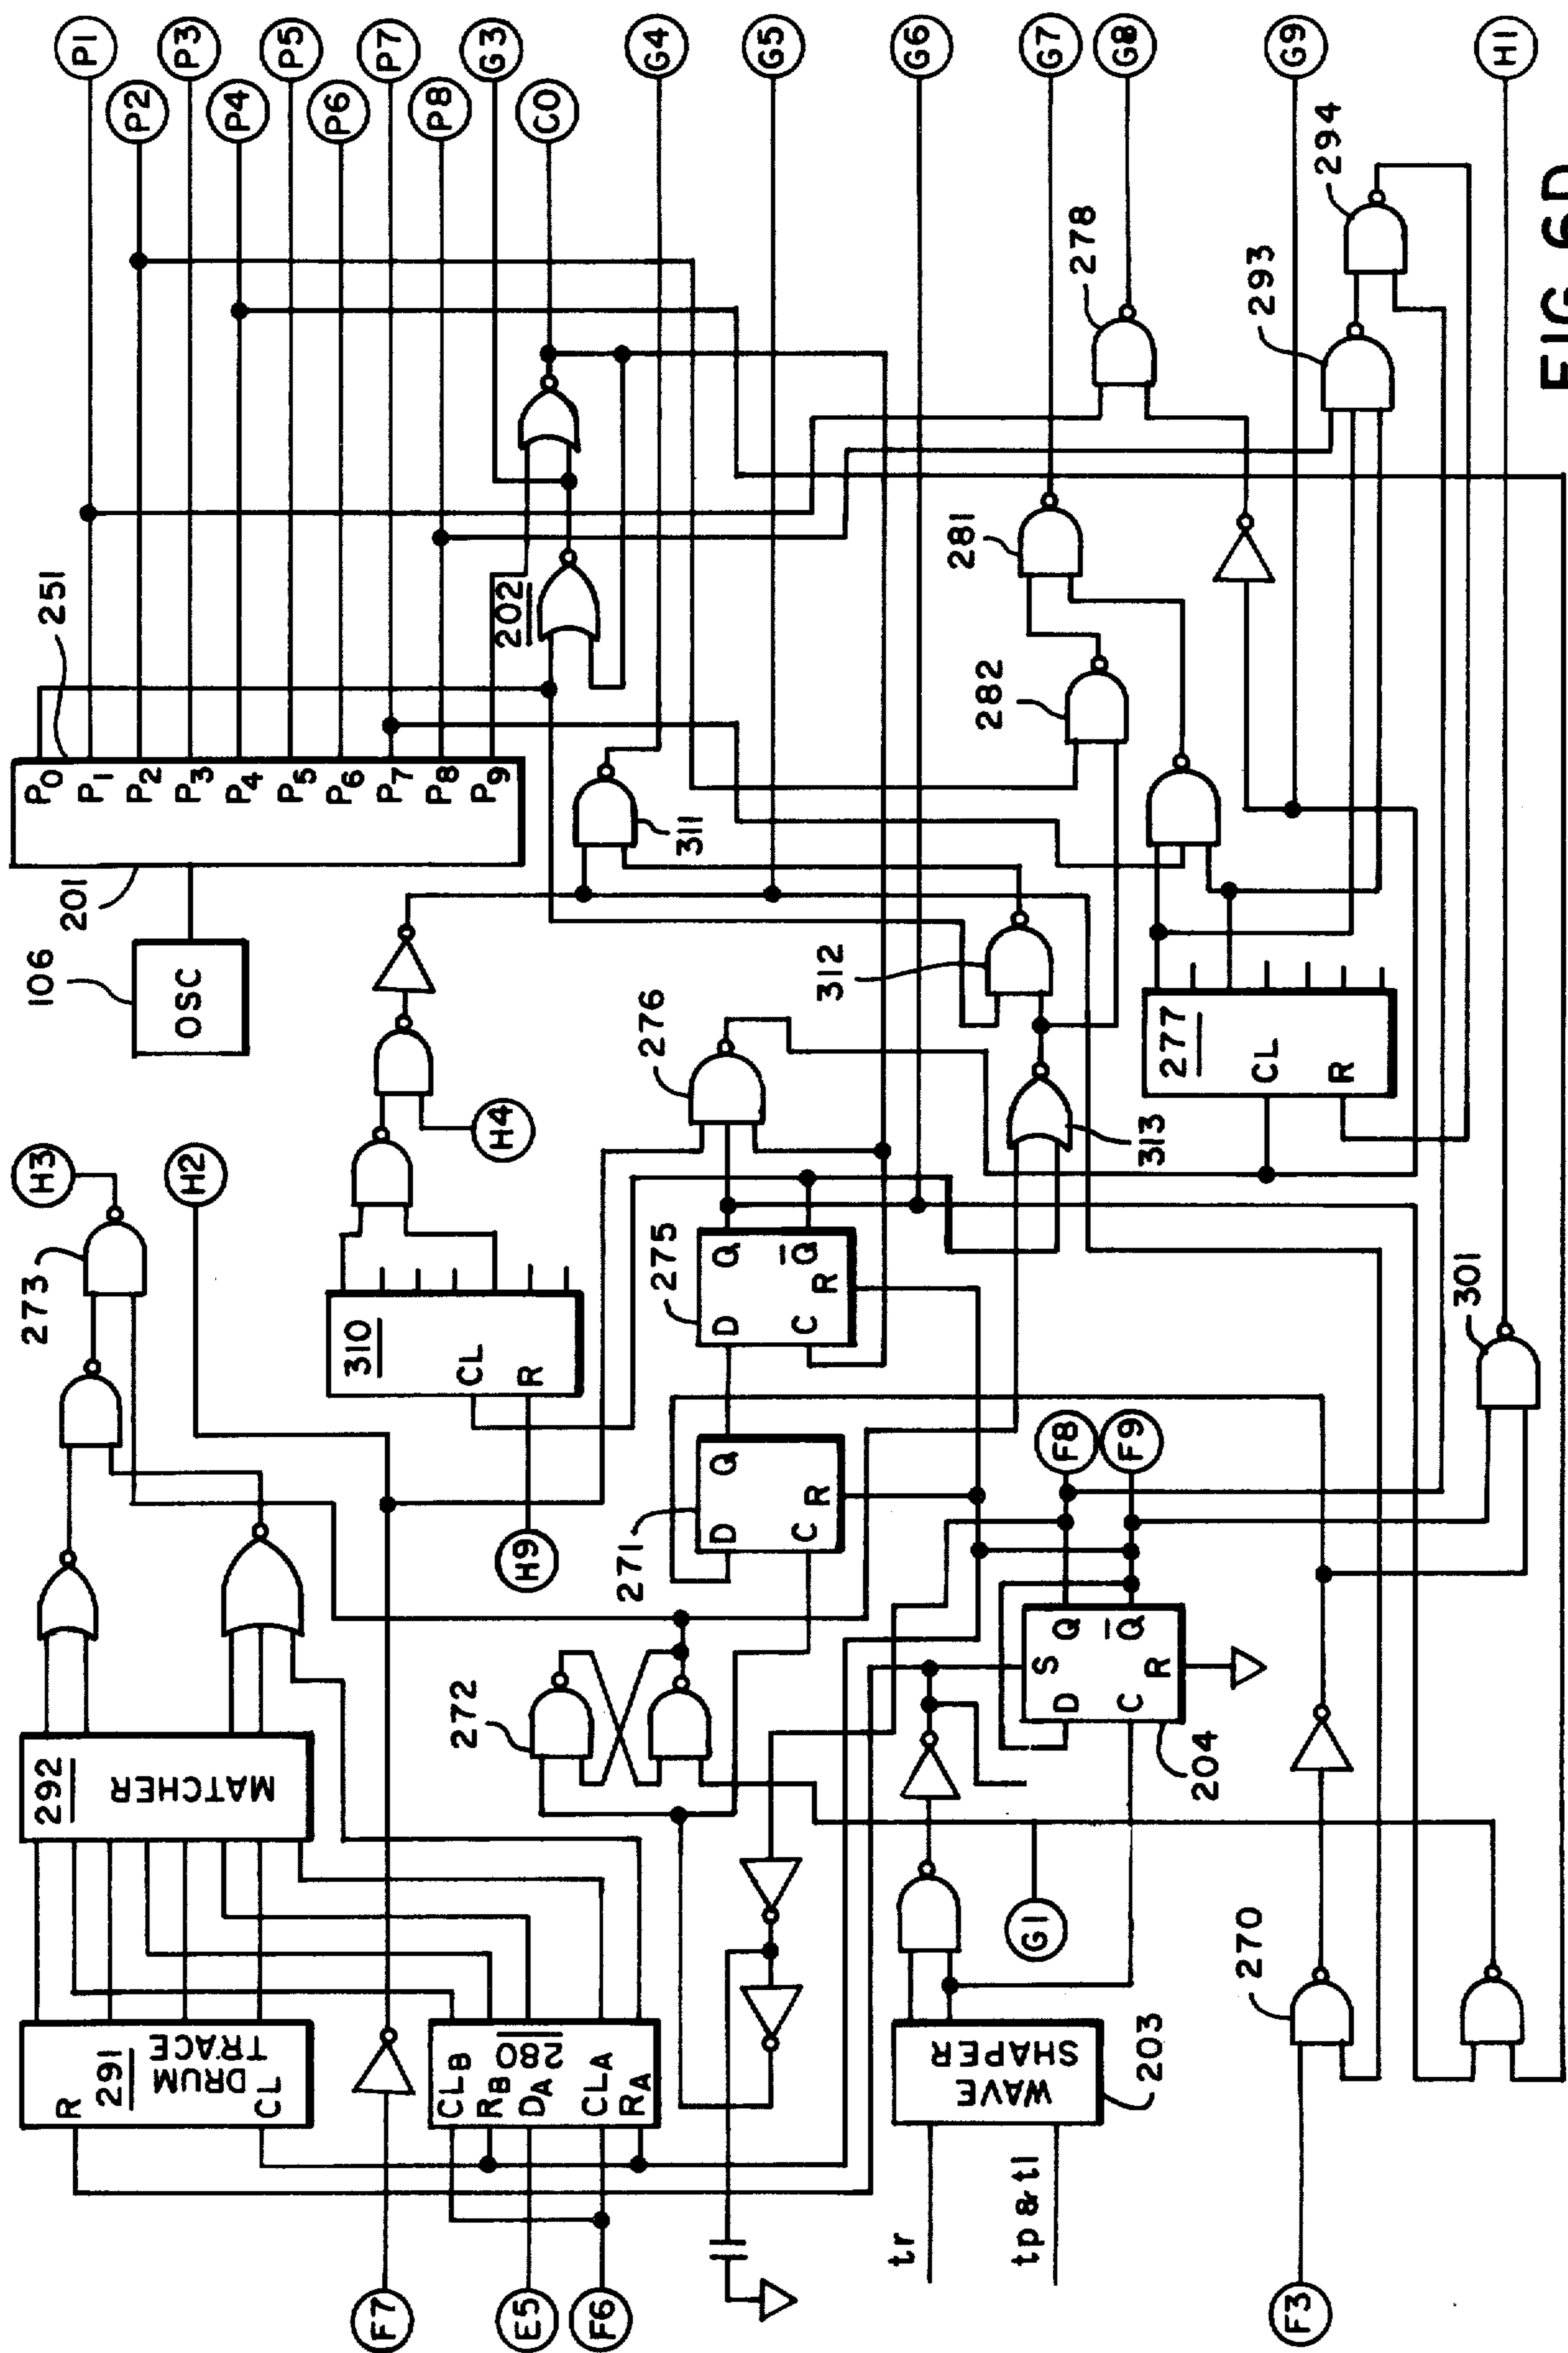 P1
P2
P3
P4
P5
P6
P7
P8
G3
C0
G4
G5
G6
G7
G8
G9
H1
106
OSC
201
251
P0
P1
P2
P3
P4
P5
P6
P7
P8
P9
202
311
278
293
294
281
282
H3
H2
273
H4
310
CL
R
H9
276
312
313
277
CL
R
275
D
Q
Q
C
R
271
D
Q
C
R
301
F8
F9
292
MATCHER
272
S
D
Q
Q
C
R
204
291
DRUM
TRACE
R
CL
CLB
RB
DA
280
CLA
RA
G1
WAVE
SHAPER
203
270
tr
tp & tl
F7
E5
F6
F3
FIG. 6D